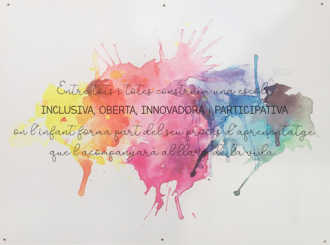 Entre tots i totes construïm una escola
INCLUSIVA, OBERTA, INNOVADORA i PARTICIPATIVA
on l'infant forma part del seu procés d'aprenentatge
que l'acompanyarà al llarg de la vida